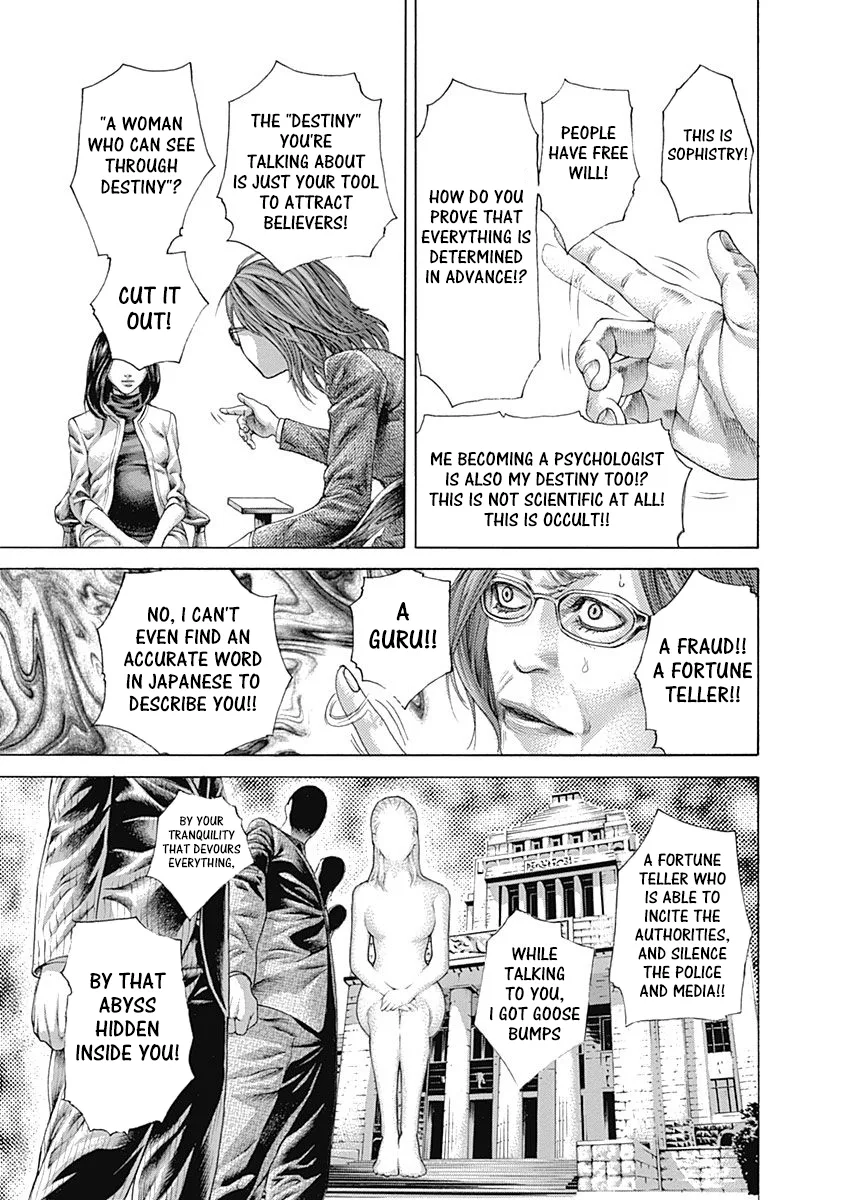 THIS IS
SOPHISTRY!
PEOPLE
HAVE FREE
WILL!
HOW DO YOU
PROVE THAT
EVERYTHING IS
DETERMINED
IN ADVANCE!?
ME BECOMING A PSYCHOLOGIST
IS ALSO MY DESTINY TOO!?
THIS IS NOT SCIENTIFIC AT ALL!
THIS IS OCCULT!!
THE "DESTINY"
YOU'RE
TALKING ABOUT
IS JUST YOUR TOOL
TO ATTRACT
BELIEVERS!
"A WOMAN
WHO CAN SEE
THROUGH
DESTINY"?
CUT IT
OUT!
A FRAUD!!
A FORTUNE
TELLER!!
A
GURU!!
NO, I CAN'T
EVEN FIND AN
ACCURATE WORD
IN JAPANESE TO
DESCRIBE YOU!!
A FORTUNE
TELLER WHO
IS ABLE TO
INCITE THE
AUTHORITIES,
AND SILENCE
THE POLICE
AND MEDIA!!
WHILE
TALKING
TO YOU,
I GOT GOOSE
BUMPS
BY YOUR
TRANQUILITY
THAT DEVOURS
EVERYTHING,
BY THAT
ABYSS
HIDDEN
INSIDE YOU!